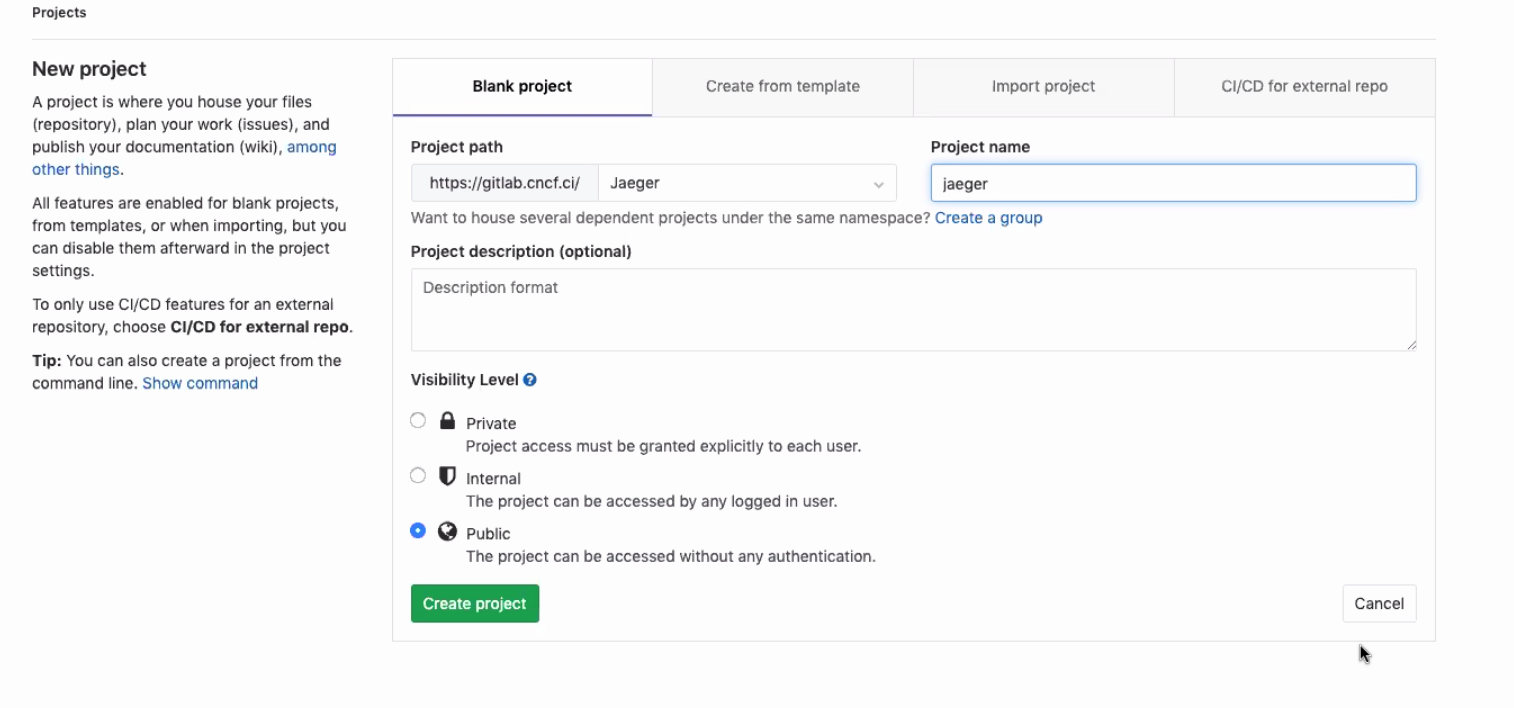 Projects
New project
A project is where you house your files
(repository), plan your work (issues), and
publish your documentation (wiki), among
other things.
All features are enabled for blank projects,
from templates, or when importing, but you
can disable them afterward in the project
settings.
To only use CI/CD features for an external
repository, choose CI/CD for external repo.
Tip: You can also create a project from the
command line. Show command
Blank project
Create from template
Import project
CI/CD for external repo
Project path
https://gitlab.cncf.ci/
Jaeger
Project name
jaeger
Want to house several dependent projects under the same namespace? Create a group
Project description (optional)
Description format
Visibility Level
Private
Project access must be granted explicitly to each user.
Internal
The project can be accessed by any logged in user.
Public
The project can be accessed without any authentication.
Create project
Cancel